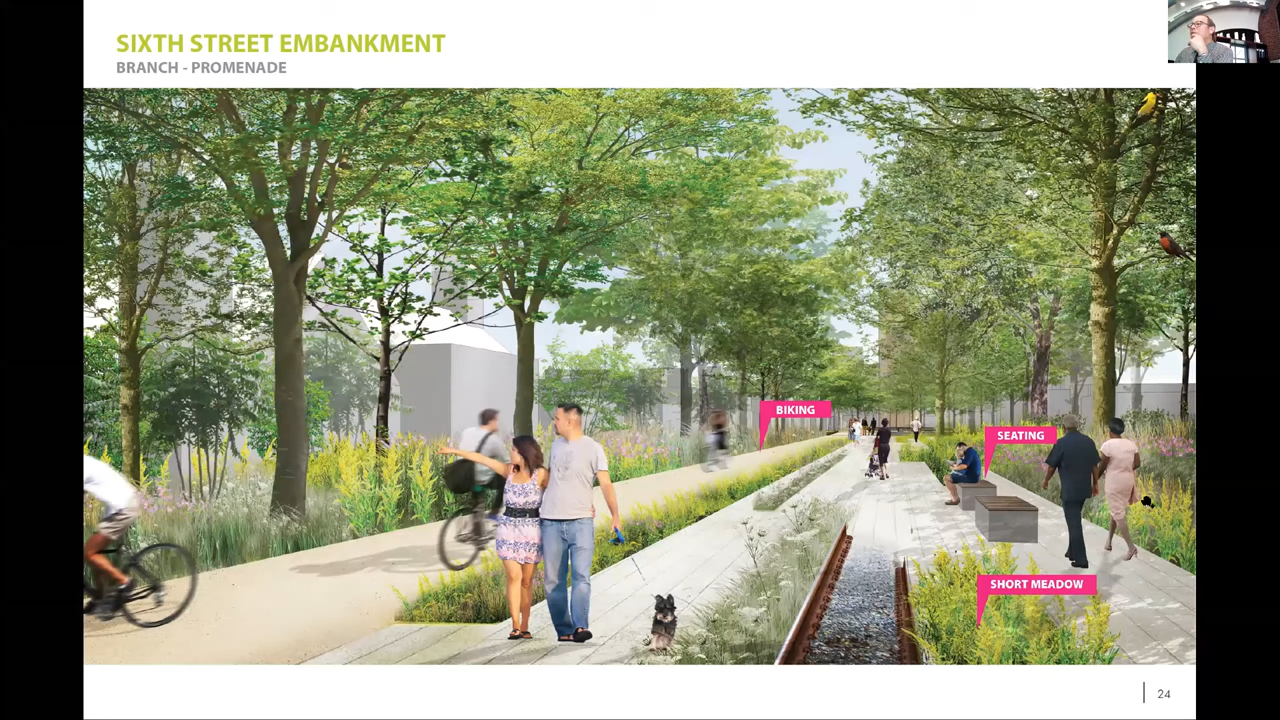 SIXTH STREET EMBANKMENT
BRANCH - PROMENADE
BIKING
SEATING
SHORT MEADOW
24